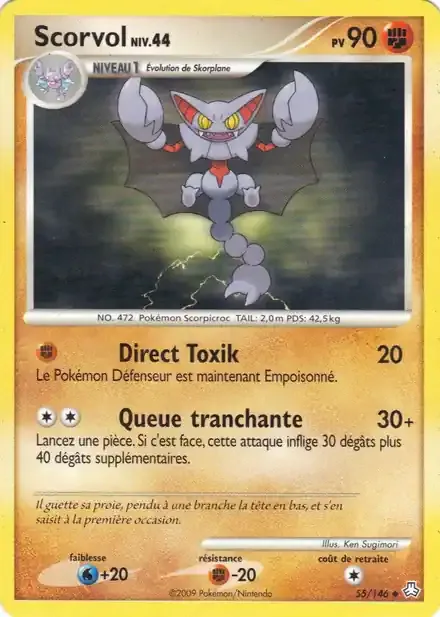 Scorvol NIV.44
PV 90
NIVEAU 1 Évolution de Skorplane
NO. 472 Pokémon Scorpicroc TAIL: 2,0m PDS: 42,5kg
Direct Toxik 20
Le Pokémon Défenseur est maintenant Empoisonné.
Queue tranchante 30+
Lancez une pièce. Si c'est face, cette attaque inflige 30 dégâts plus
40 dégâts supplémentaires.
Il guette sa proie, pendu à une branche la tête en bas, et s'en
saisit à la première occasion.
Illus. Ken Sugimori
faiblesse résistance coût de retraite
+20 -20
©2009 Pokémon/Nintendo 55/146